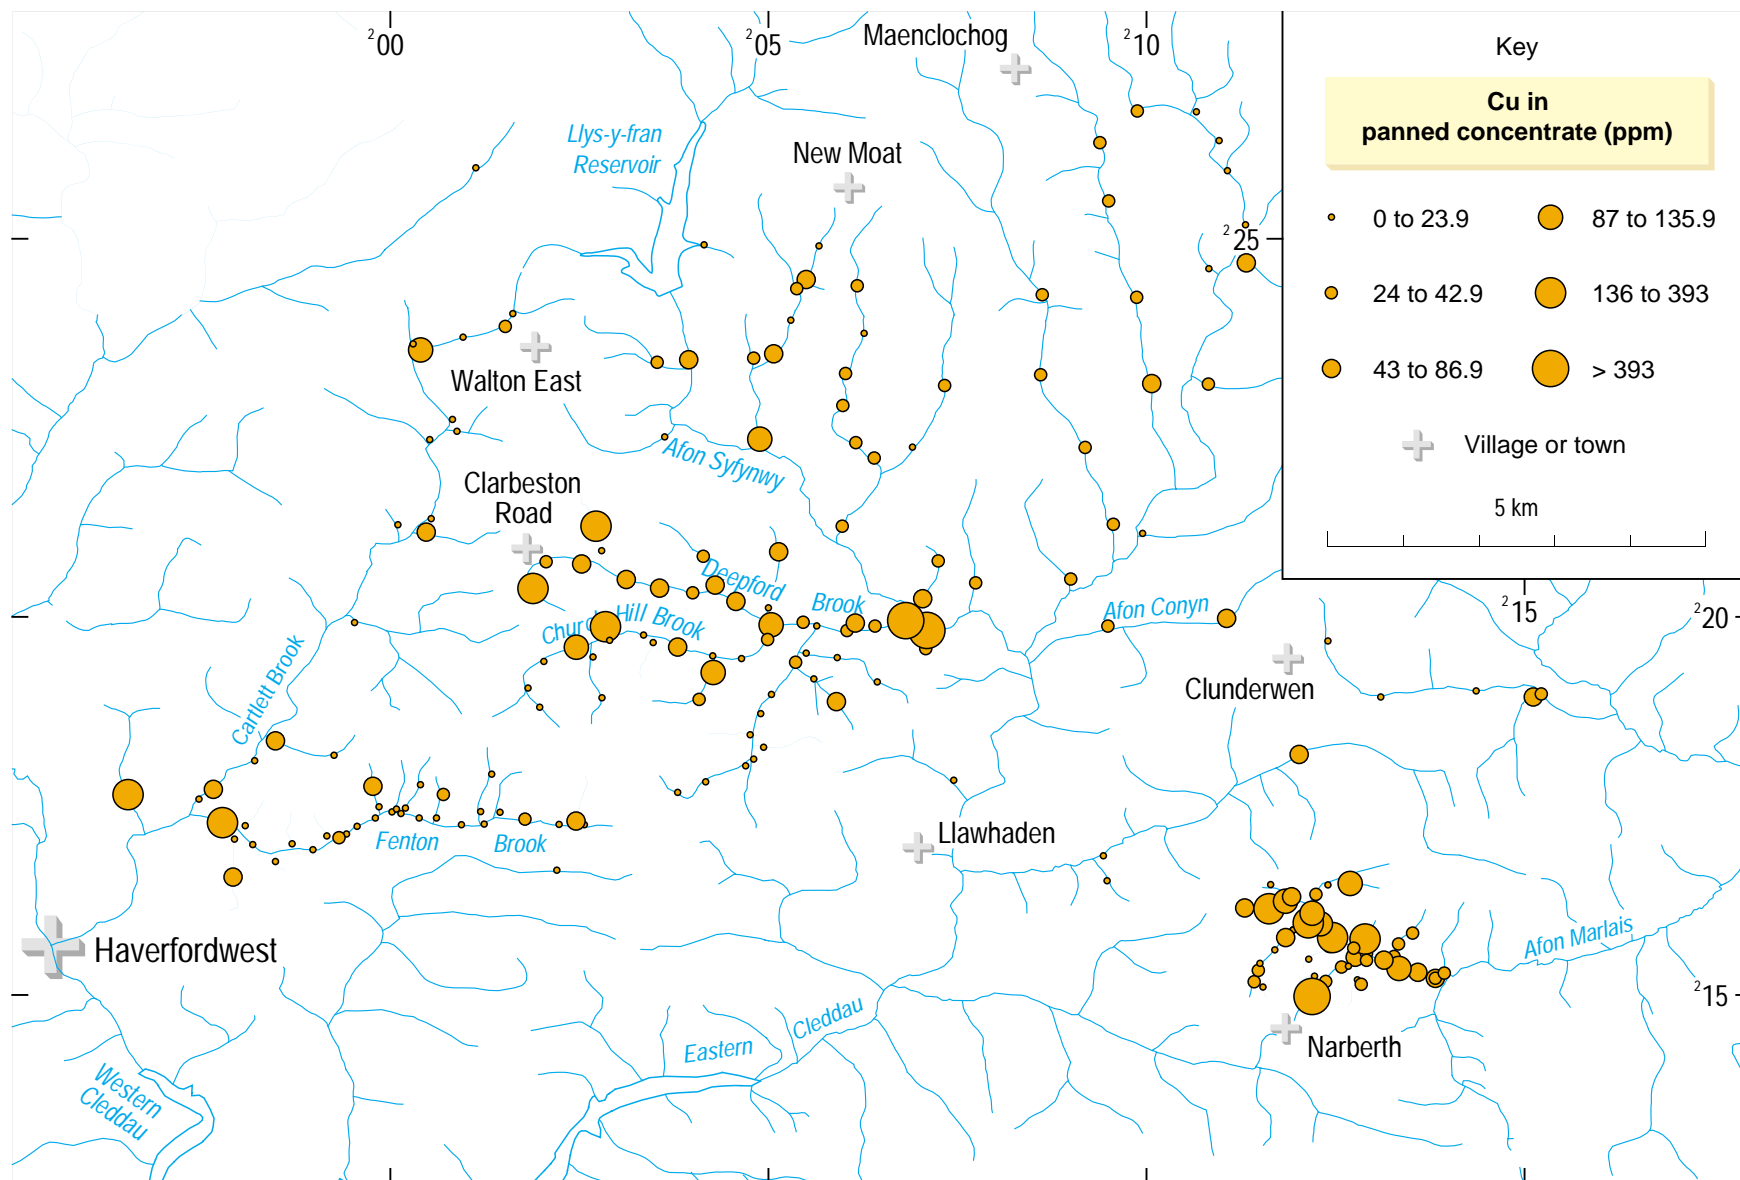 ²00
²05
²10
Maenclochog
Key
Cu in
panned concentrate (ppm)
Llys-y-fran
Reservoir
New Moat
0 to 23.9
87 to 135.9
²25
24 to 42.9
136 to 393
43 to 86.9
> 393
Walton East
Village or town
Afon Syfynwy
Clarbeston
Road
5 km
Deepford
Brook
Church Hill Brook
Afon Conyn
²15
²20
Cartlett Brook
Clunderwen
Fenton
Brook
Llawhaden
Haverfordwest
Afon Marlais
²15
Cleddau
Eastern
Narberth
Western
Cleddau